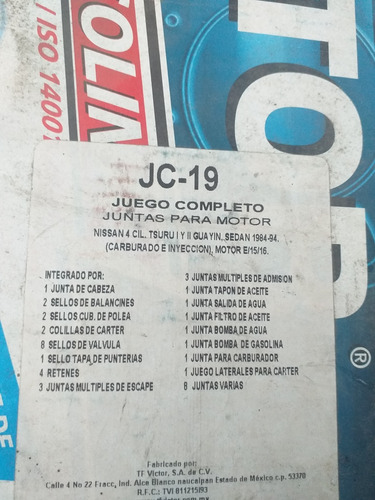 / ISO 14001
SOLIM
TOR
®
JC-19
JUEGO COMPLETO
JUNTAS PARA MOTOR
NISSAN 4 CIL. TSURU I Y II GUAYIN, SEDAN 1984-94.
(CARBURADO E INYECCION), MOTOR E/15/16.
INTEGRADO POR:
1 JUNTA DE CABEZA
2 SELLOS DE BALANCINES
2 SELLOS CUB. DE POLEA
2 COLILLAS DE CARTER
8 SELLOS DE VALVULA
1 SELLO TAPA DE PUNTERIAS
4 RETENES
3 JUNTAS MULTIPLES DE ESCAPE
3 JUNTAS MULTIPLES DE ADMISION
1 JUNTA TAPON DE ACEITE
1 JUNTA SALIDA DE AGUA
1 JUNTA FILTRO DE ACEITE
1 JUNTA BOMBA DE AGUA
1 JUNTA BOMBA DE GASOLINA
1 JUNTA PARA CARBURADOR
1 JUEGO LATERALES PARA CARTER
8 JUNTAS VARIAS
Fabricado por:
TF Victor, S.A. de C.V.
Calle 4 No 22 Fracc, Ind. Alce Blanco naucalpan Estado de México c.p. 53370
R.F.C.: TVI 811215I93
DE